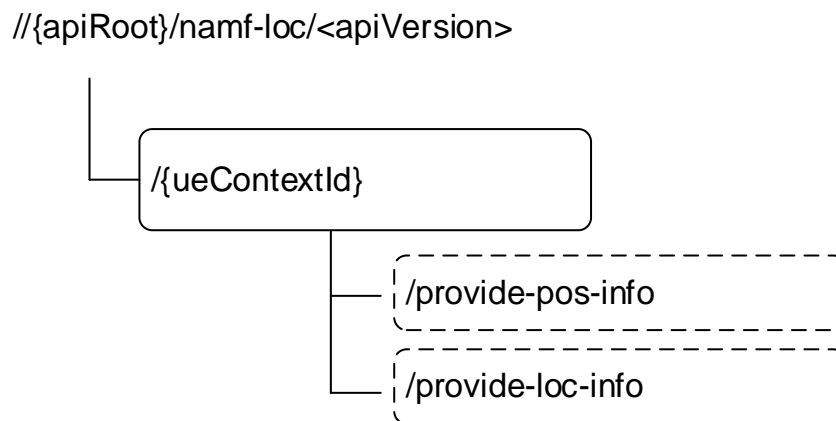 //{apiRoot}/namf-loc/<apiVersion>
/{ueContextId}
/provide-pos-info
/provide-loc-info